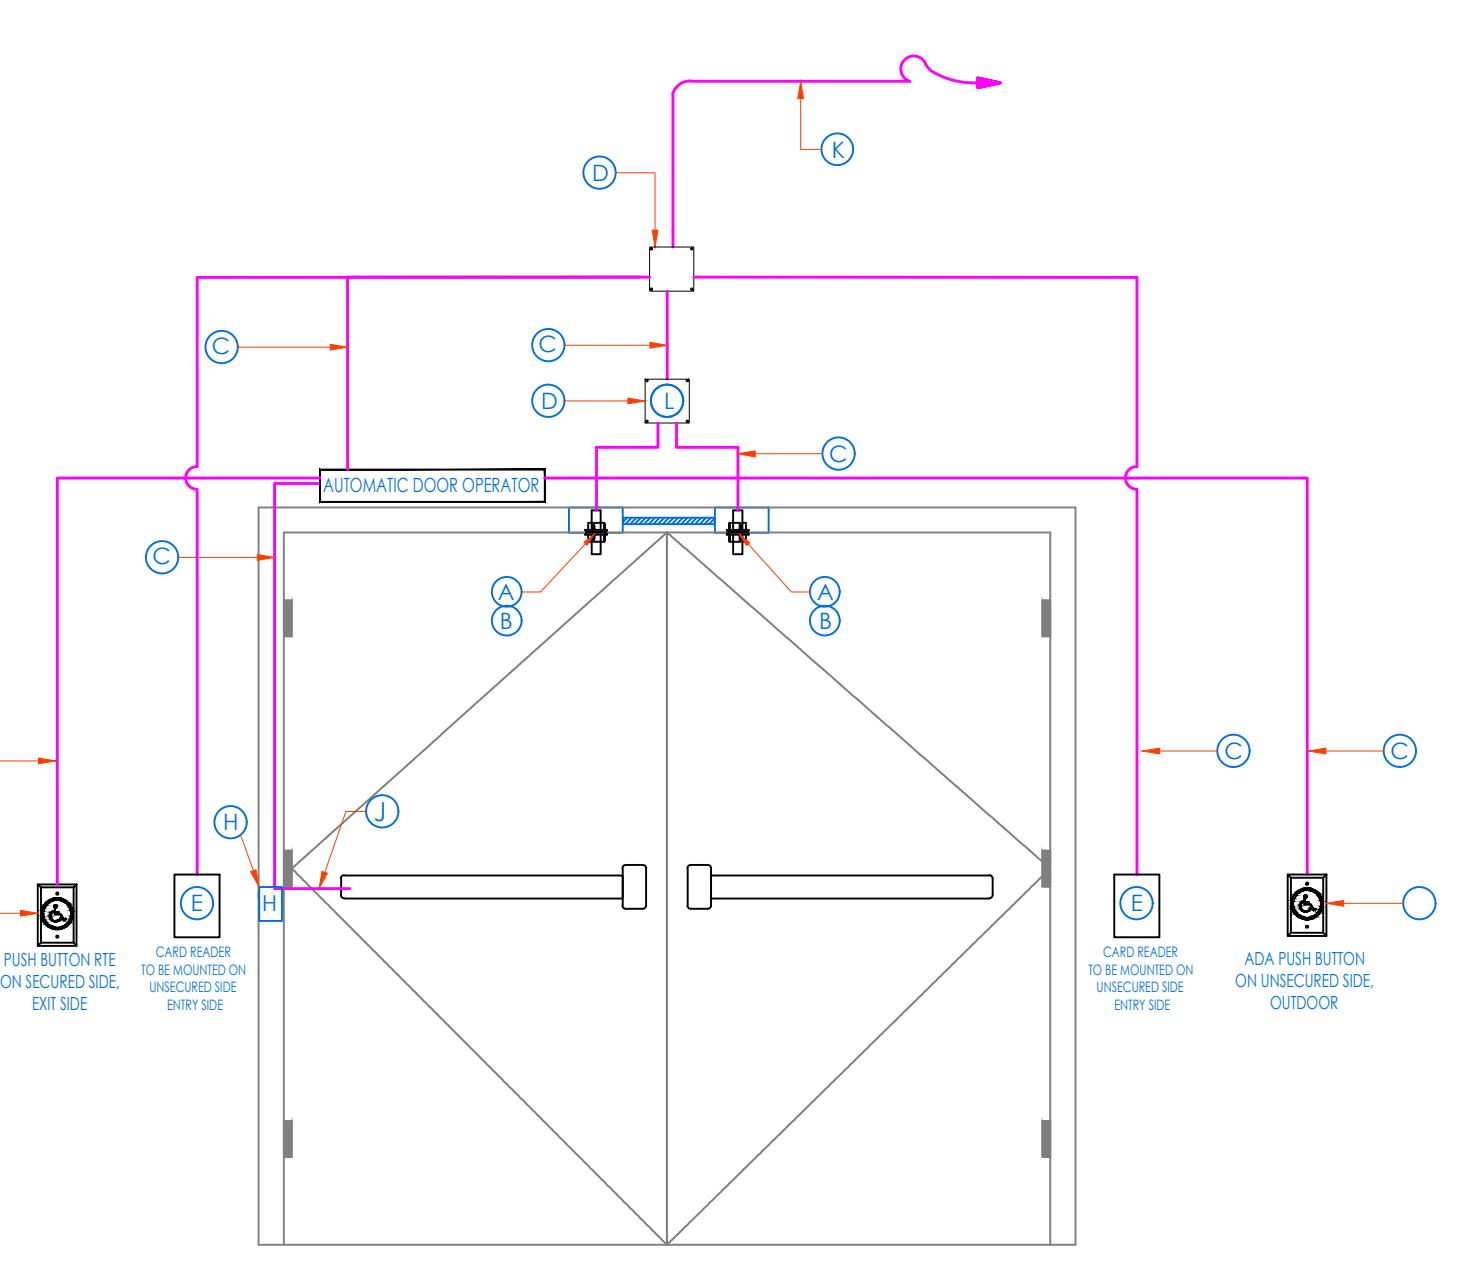 K
D
C
C
D
L
C
AUTOMATIC DOOR OPERATOR
C
A
A
B
B
C
C
J
H
H
E
E
PUSH BUTTON RTE
ON SECURED SIDE,
EXIT SIDE
CARD READER
TO BE MOUNTED ON
UNSECURED SIDE
ENTRY SIDE
CARD READER
TO BE MOUNTED ON
UNSECURED SIDE
ENTRY SIDE
ADA PUSH BUTTON
ON UNSECURED SIDE,
OUTDOOR